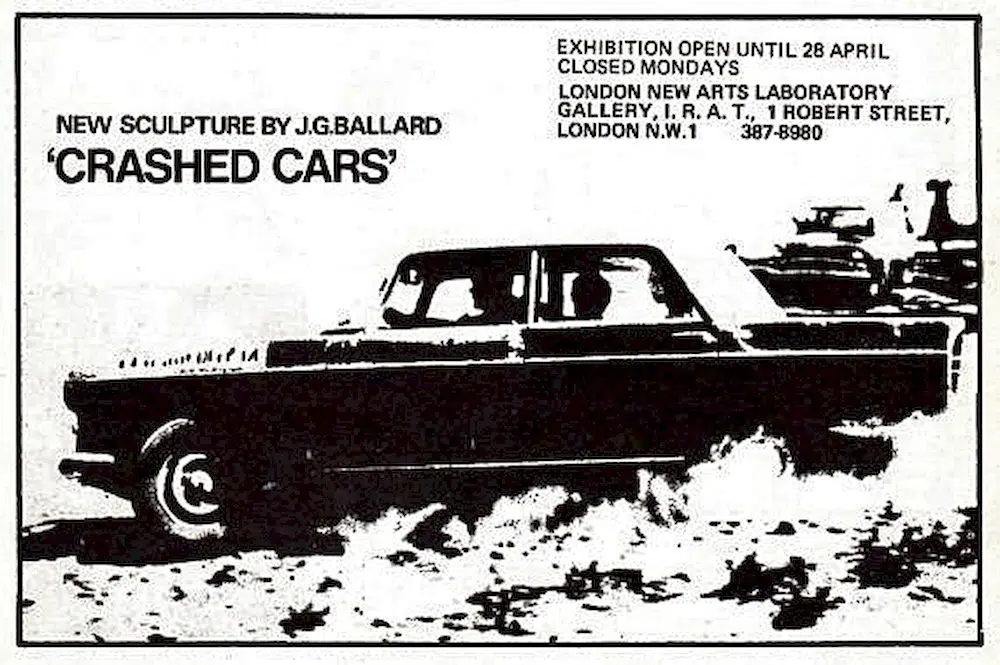 NEW SCULPTURE BY J.G.BALLARD
'CRASHED CARS'
EXHIBITION OPEN UNTIL 28 APRIL
CLOSED MONDAYS
LONDON NEW ARTS LABORATORY
GALLERY, I. R. A. T., 1 ROBERT STREET,
LONDON N.W.1 387-8980